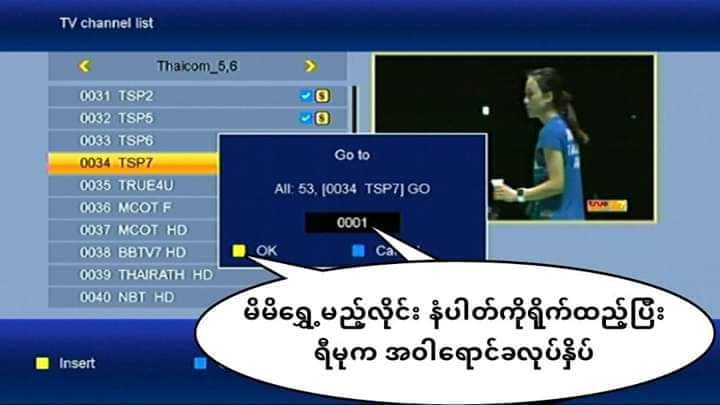 TV channel list
Thaicom_5,6
0031 TSP2
0032 TSP5
0033 TSP6
0034 TSP7
0035 TRUE4U
0036 MCOT F
0037 MCOT HD
0038 BBTV7 HD
0039 THAIRATH HD
0040 NBT HD
Go to
All: 53, [0034 TSP7] GO
0001
OK
မိမိရွှေ့မည့်လိုင်း နံပါတ်ကိုရိုက်ထည့်ပြီး
ရီမုက အဝါရောင်ခလုပ်နှိပ်
Insert